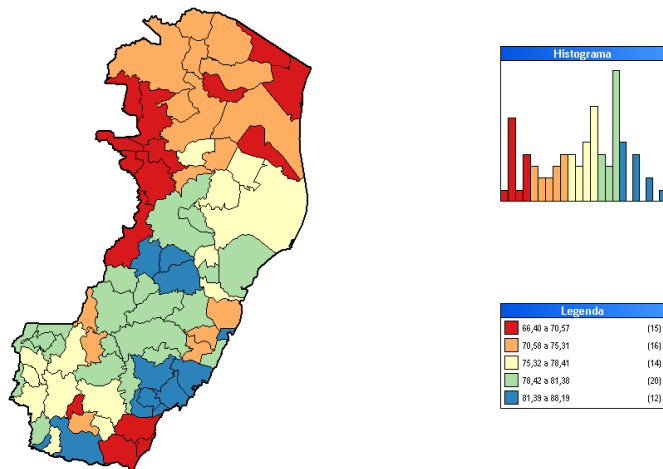 Histograma
Legenda
66,40 a 70,57 (15)
70,58 a 75,31 (16)
75,32 a 78,41 (14)
78,42 a 81,38 (20)
81,39 a 88,19 (12)